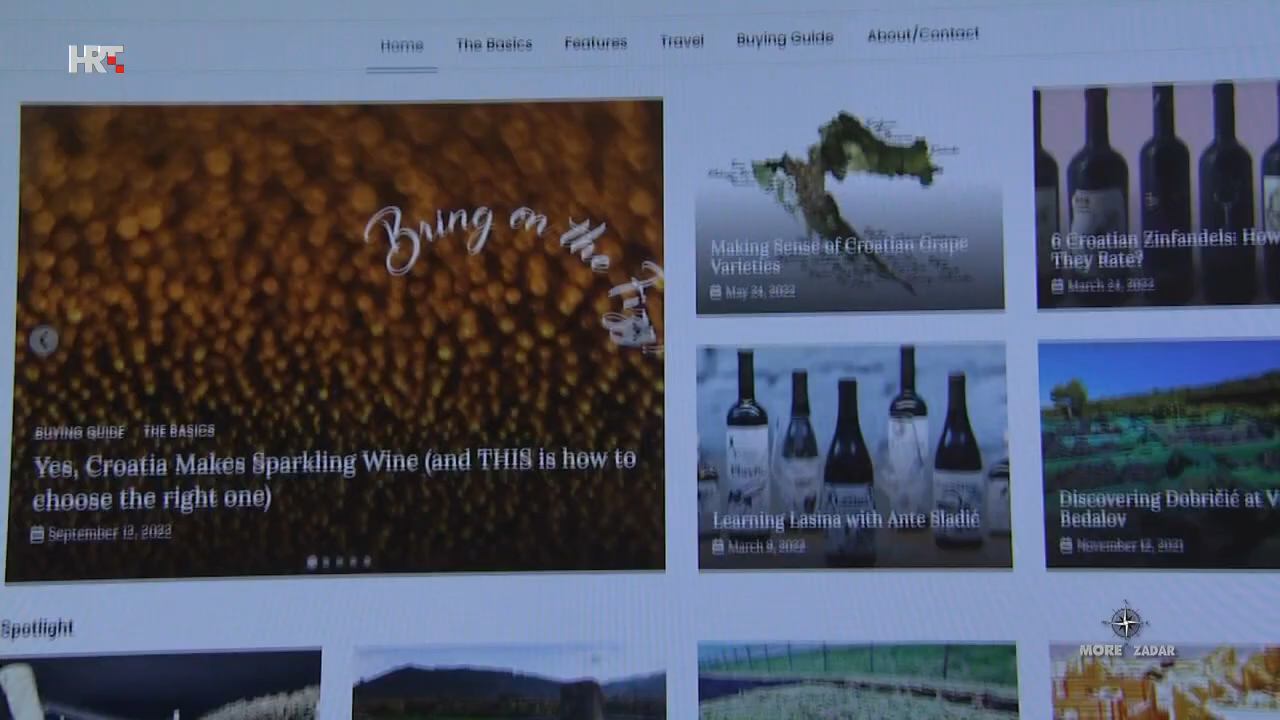 HRT
Home The Basics Features Travel Buying Guide About/Contact
Bring on the
BUYING GUIDE THE BASICS
Yes, Croatia Makes Sparkling Wine (and THIS is how to
choose the right one)
September 12, 2022
Making Sense of Croatian Grape
Varieties
May 24, 2022
6 Croatian Zinfandels: How
They Rate?
March 24, 2022
Learning Lasina with Ante Sladić
March 9, 2022
Discovering Dobričić at V
Bedalov
November 12, 2021
Spotlight
MORE ZADAR